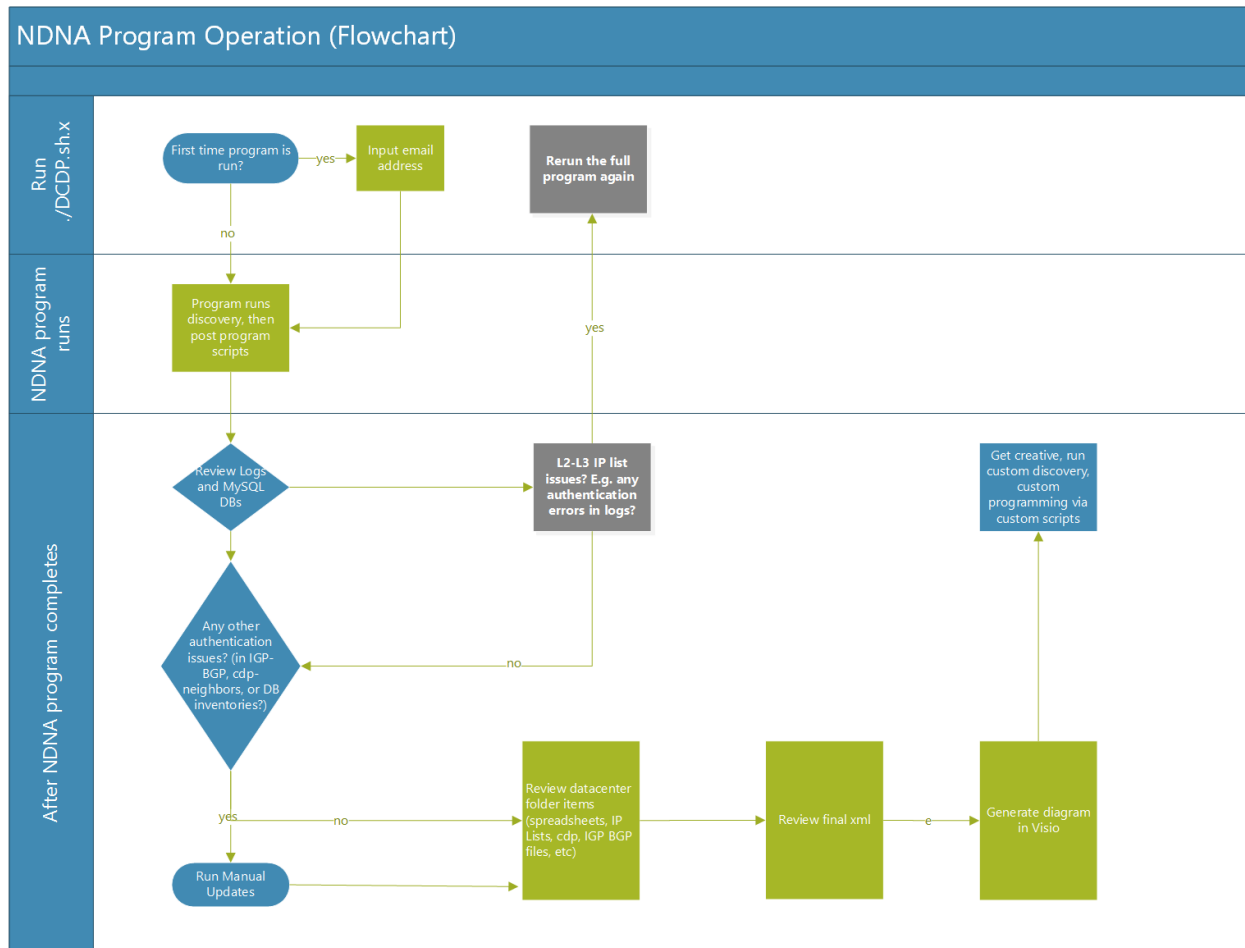 NDNA Program Operation (Flowchart)
Run
./DCDP.sh.x
First time program is
run?
yes
Input email
address
Rerun the full
program again
no
NDNA program
runs
Program runs
discovery, then
post program
scripts
yes
After NDNA program completes
Review Logs
and MySQL
DBs
L2-L3 IP list
issues? E.g. any
authentication
errors in logs?
Get creative, run
custom discovery,
custom
programming via
custom scripts
Any other
authentication
issues? (in IGP-
BGP, cdp-
neighbors, or DB
inventories?)
no
yes
no
Review datacenter
folder items
(spreadsheets, IP
Lists, cdp, IGP BGP
files, etc)
Review final xml
e
Generate diagram
in Visio
Run Manual
Updates